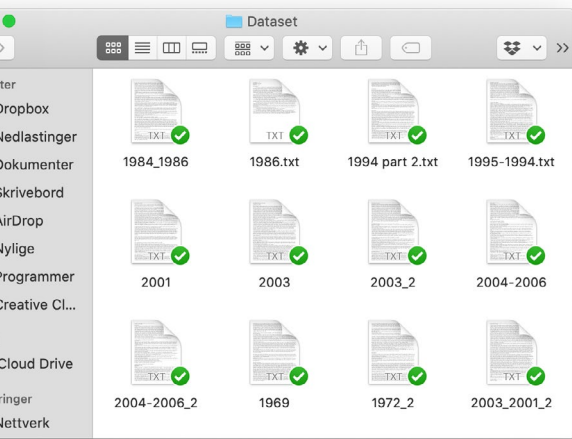 Dataset
ter
Dropbox
Nedlastinger
Dokumenter
Skrivebord
AirDrop
Nylige
Programmer
Creative Cl...
Cloud Drive
ringer
Nettverk
TXT TXT TXT TXT
1984_1986 1986.txt 1994 part 2.txt 1995-1994.txt
TXT TXT TXT TXT
2001 2003 2003_2 2004-2006
TXT TXT TXT TXT
2004-2006_2 1969 1972_2 2003_2001_2